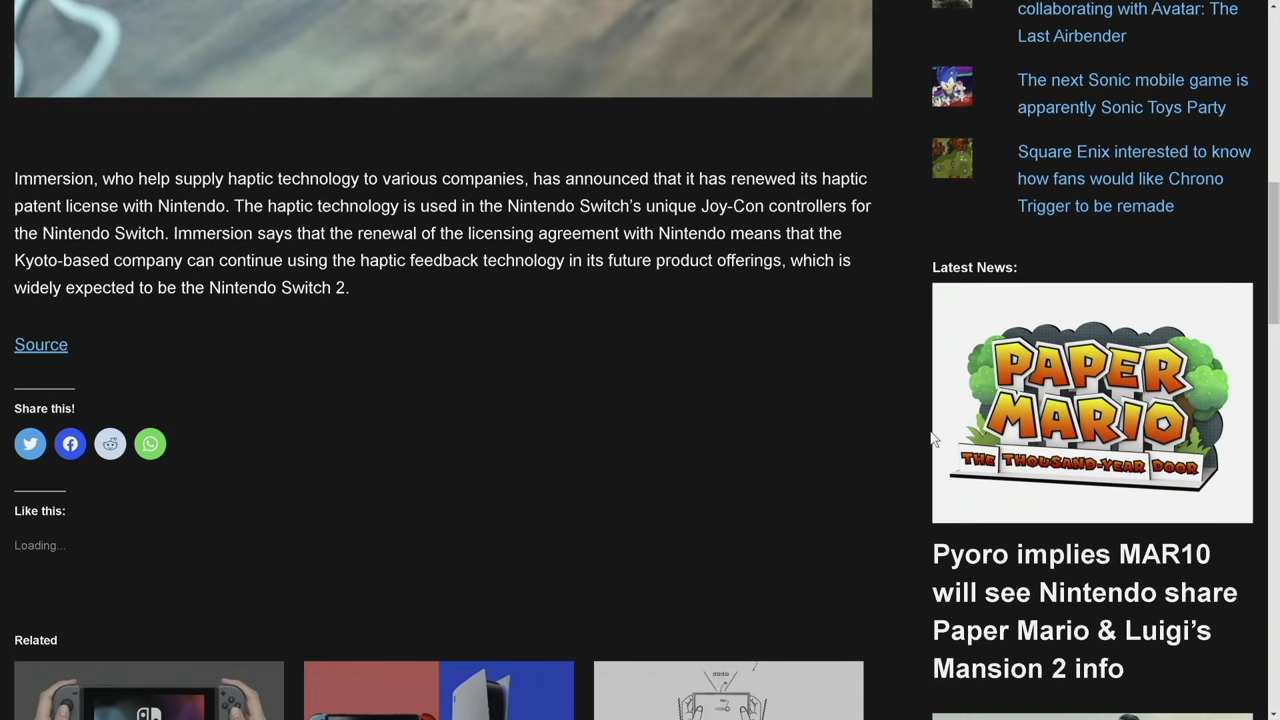 Immersion, who help supply haptic technology to various companies, has announced that it has renewed its haptic
patent license with Nintendo. The haptic technology is used in the Nintendo Switch’s unique Joy-Con controllers for
the Nintendo Switch. Immersion says that the renewal of the licensing agreement with Nintendo means that the
Kyoto-based company can continue using the haptic feedback technology in its future product offerings, which is
widely expected to be the Nintendo Switch 2.
Source
Share this!
Like this:
Loading...
Related
collaborating with Avatar: The
Last Airbender
The next Sonic mobile game is
apparently Sonic Toys Party
Square Enix interested to know
how fans would like Chrono
Trigger to be remade
Latest News:
PAPER
MARIO
THE THOUSAND-YEAR DOOR
Pyoro implies MAR10
will see Nintendo share
Paper Mario & Luigi’s
Mansion 2 info